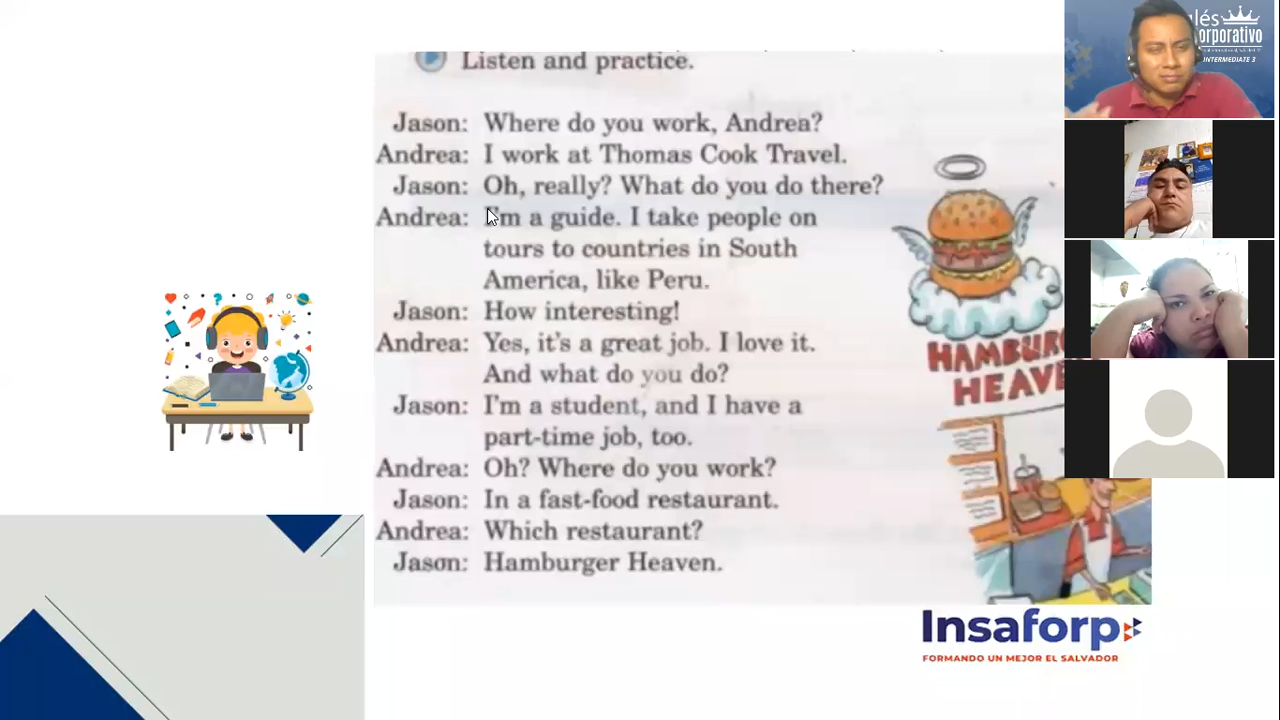 Listen and practice.
Jason: Where do you work, Andrea?
Andrea: I work at Thomas Cook Travel.
Jason: Oh, really? What do you do there?
Andrea: I'm a guide. I take people on
tours to countries in South
America, like Peru.
Jason: How interesting!
Andrea: Yes, it's a great job. I love it.
And what do you do?
Jason: I'm a student, and I have a
part-time job, too.
Andrea: Oh? Where do you work?
Jason: In a fast-food restaurant.
Andrea: Which restaurant?
Jason: Hamburger Heaven.
HAMBURG
HEAVE
Insaforp
FORMANDO UN MEJOR EL SALVADOR
lés
orporativo
INTERMEDIATE 3